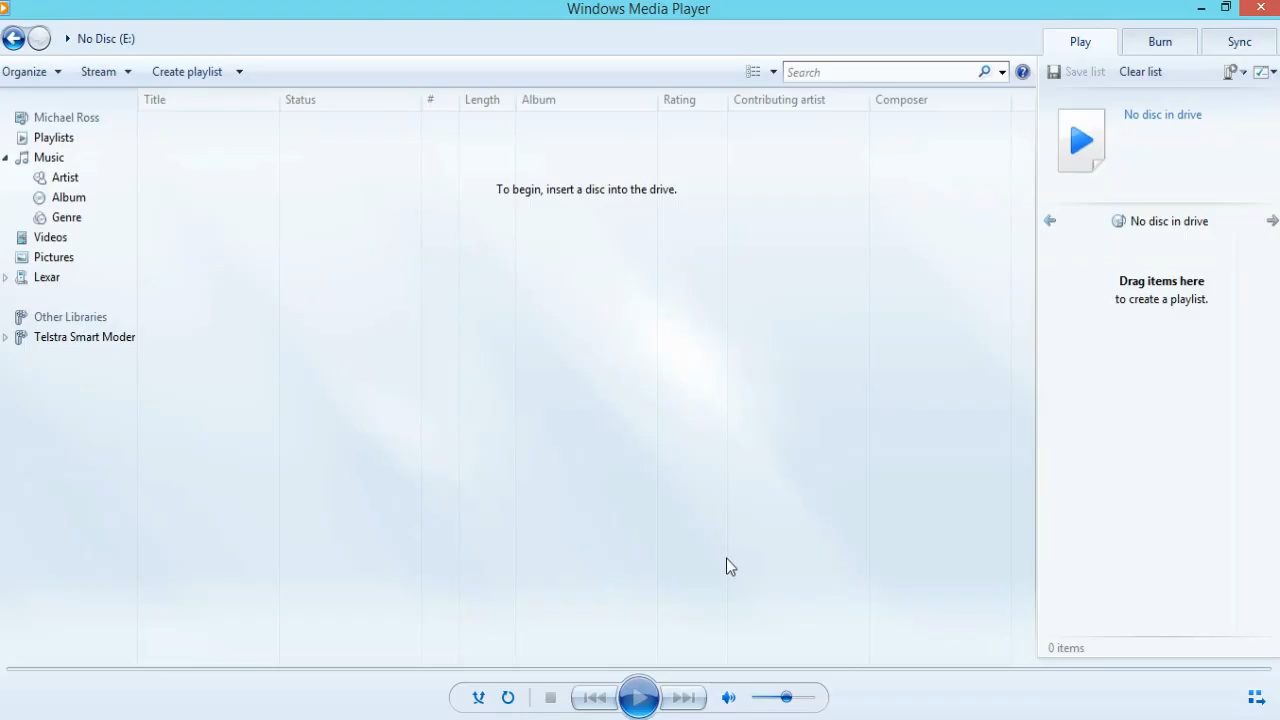 Windows Media Player
No Disc (E:)
Play
Burn
Sync
Organize
Stream
Create playlist
Search
Save list
Clear list
Title
Status
#
Length
Album
Rating
Contributing artist
Composer
Michael Ross
Playlists
Music
Artist
Album
Genre
Videos
Pictures
Lexar
Other Libraries
Telstra Smart Moder
To begin, insert a disc into the drive.
No disc in drive
No disc in drive
Drag items here
to create a playlist.
0 items